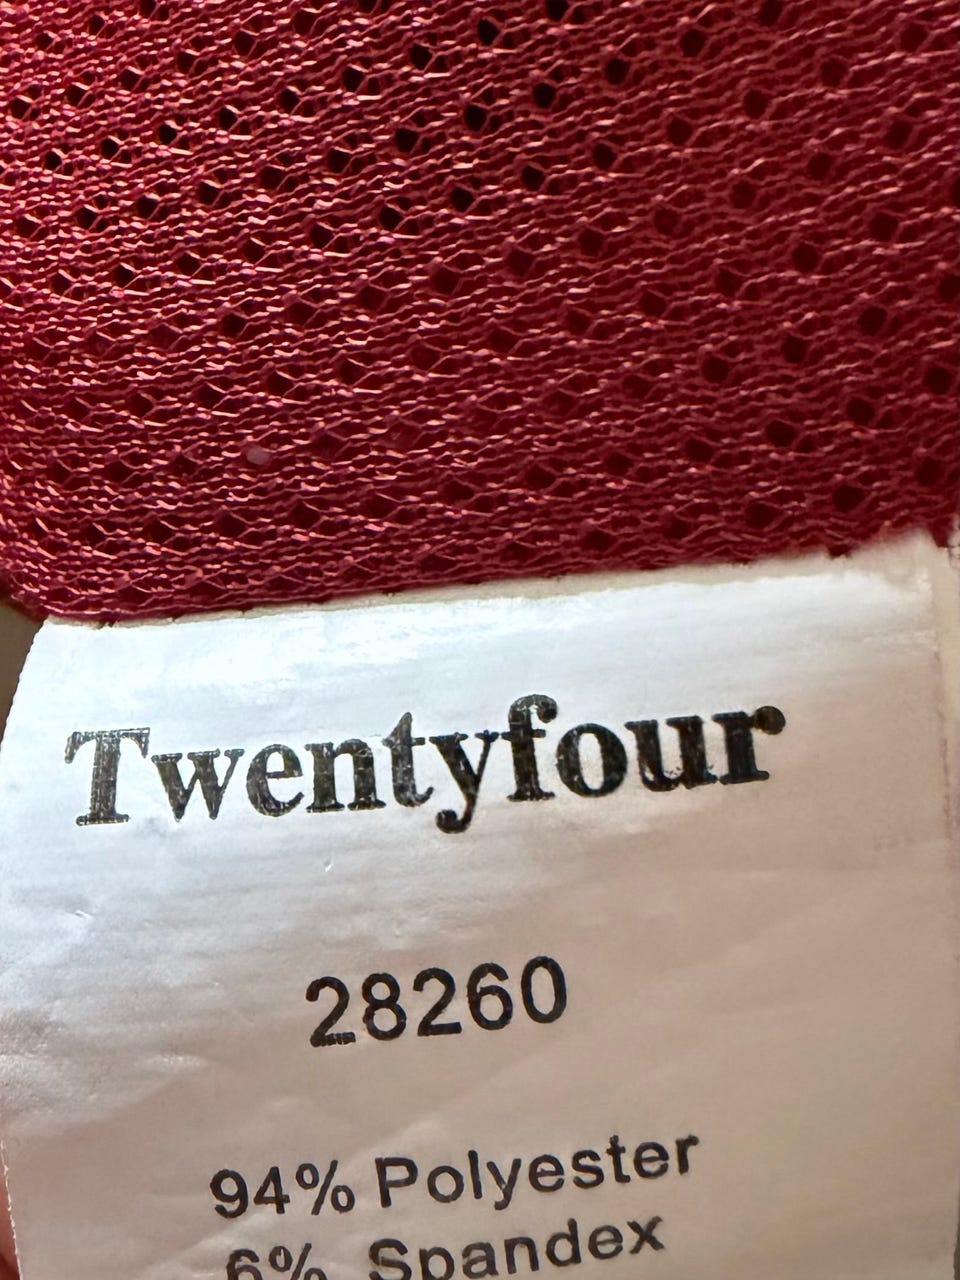 Twentyfour
28260
94% Polyester
6% Spandex